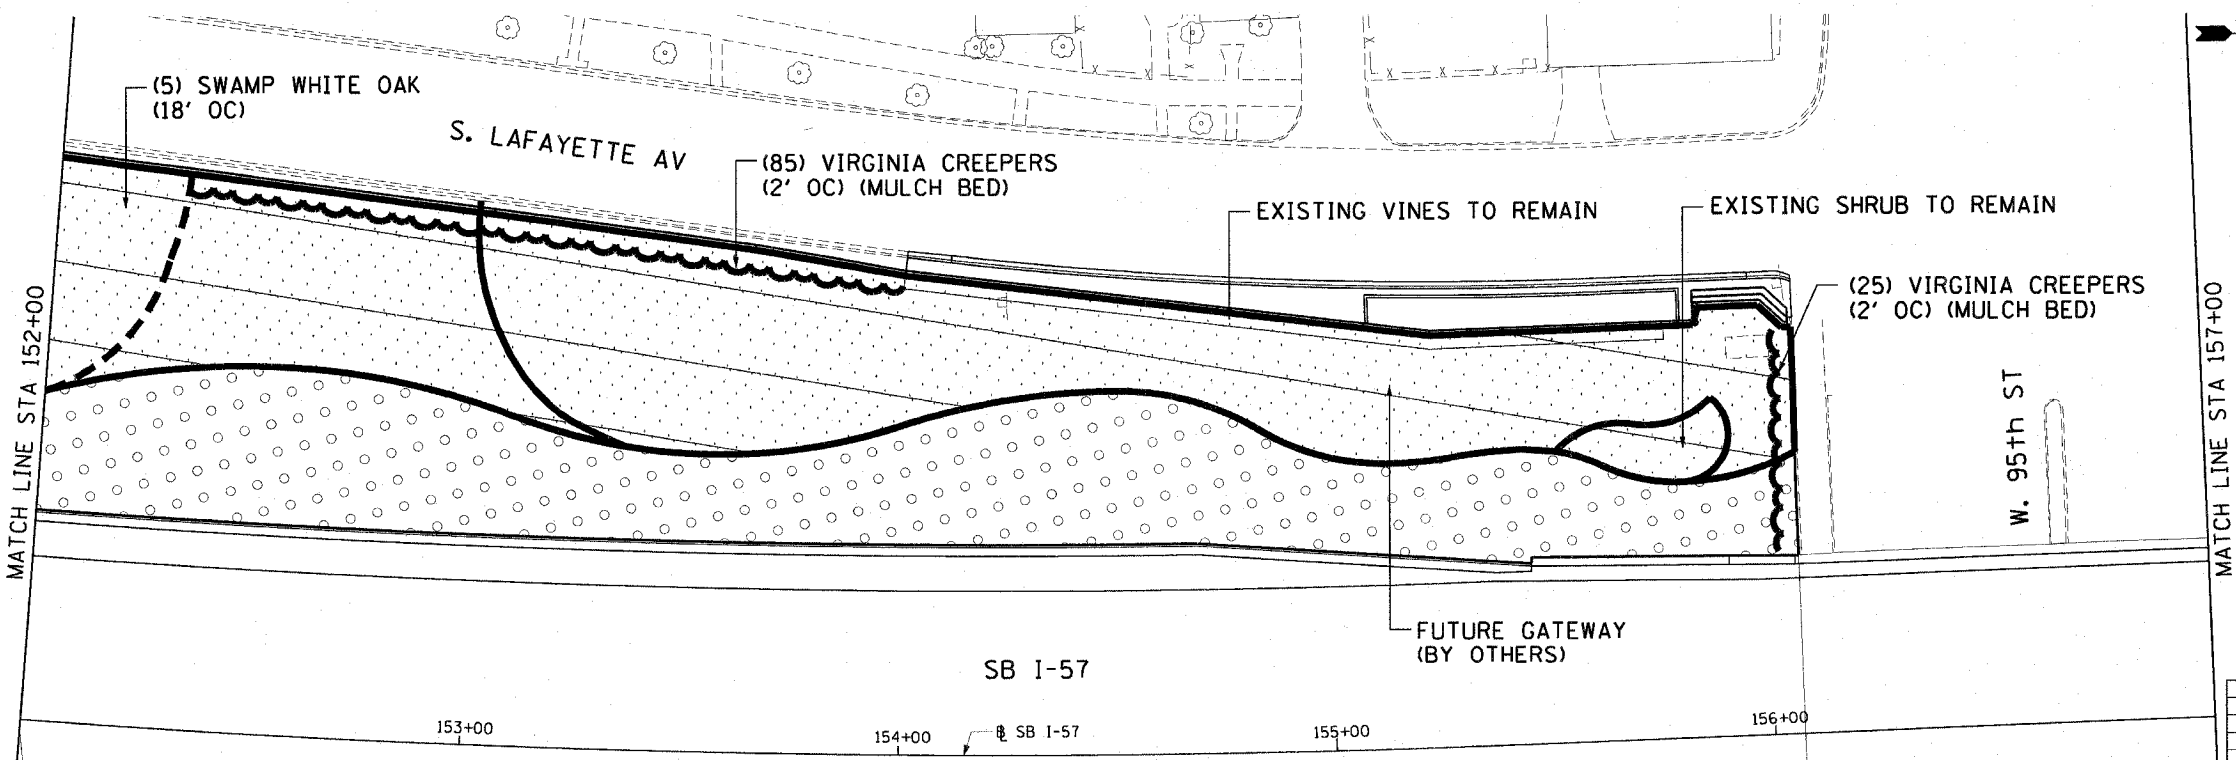 (5) SWAMP WHITE OAK
(18' OC)
S. LAFAYETTE AV
(85) VIRGINIA CREEPERS
(2' OC) (MULCH BED)
EXISTING VINES TO REMAIN
EXISTING SHRUB TO REMAIN
(25) VIRGINIA CREEPERS
(2' OC) (MULCH BED)
MATCH LINE STA 152+00
W. 95th ST
MATCH LINE STA 157+00
FUTURE GATEWAY
(BY OTHERS)
SB I-57
153+00
154+00
℄ SB I-57
155+00
156+00